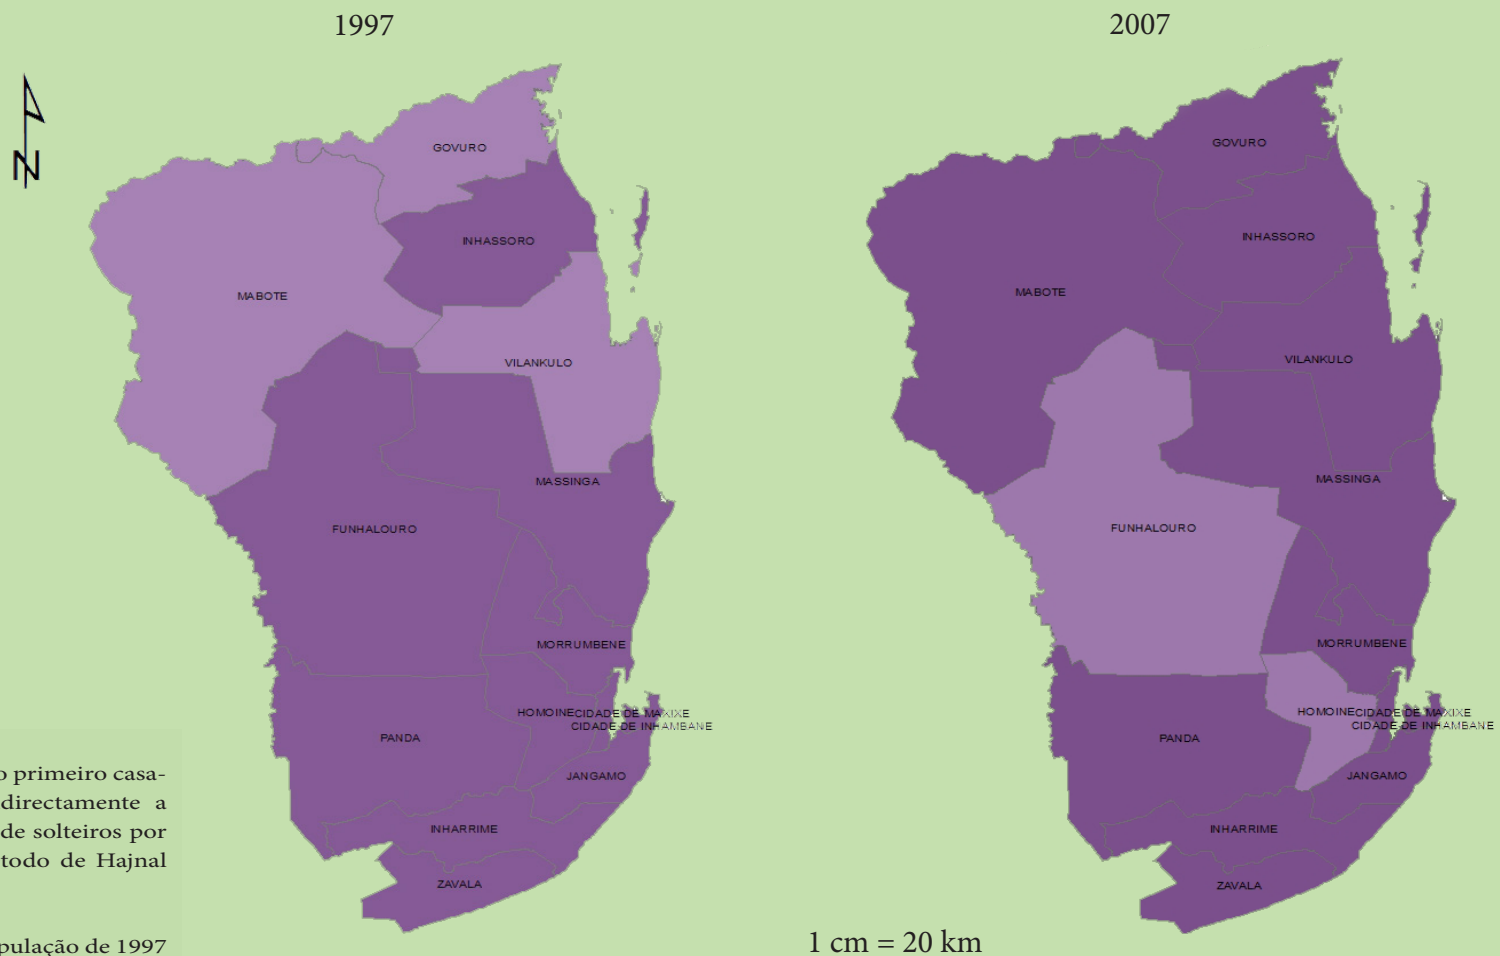 1997
2007
N
GOVURO
INHASSORO
MABOTE
VILANKULO
MASSINGA
FUNHALOURO
MORRUMBENE
HOMOINE
CIDADE DE MAXIXE
CIDADE DE INHAMBANE
PANDA
JANGAMO
INHARRIME
ZAVALA
GOVURO
INHASSORO
MABOTE
VILANKULO
MASSINGA
FUNHALOURO
MORRUMBENE
HOMOINE
CIDADE DE MAXIXE
CIDADE DE INHAMBANE
PANDA
JANGAMO
INHARRIME
ZAVALA
o primeiro casa-
directamente a
de solteiros por
todo de Hajnal
pulação de 1997
1 cm = 20 km